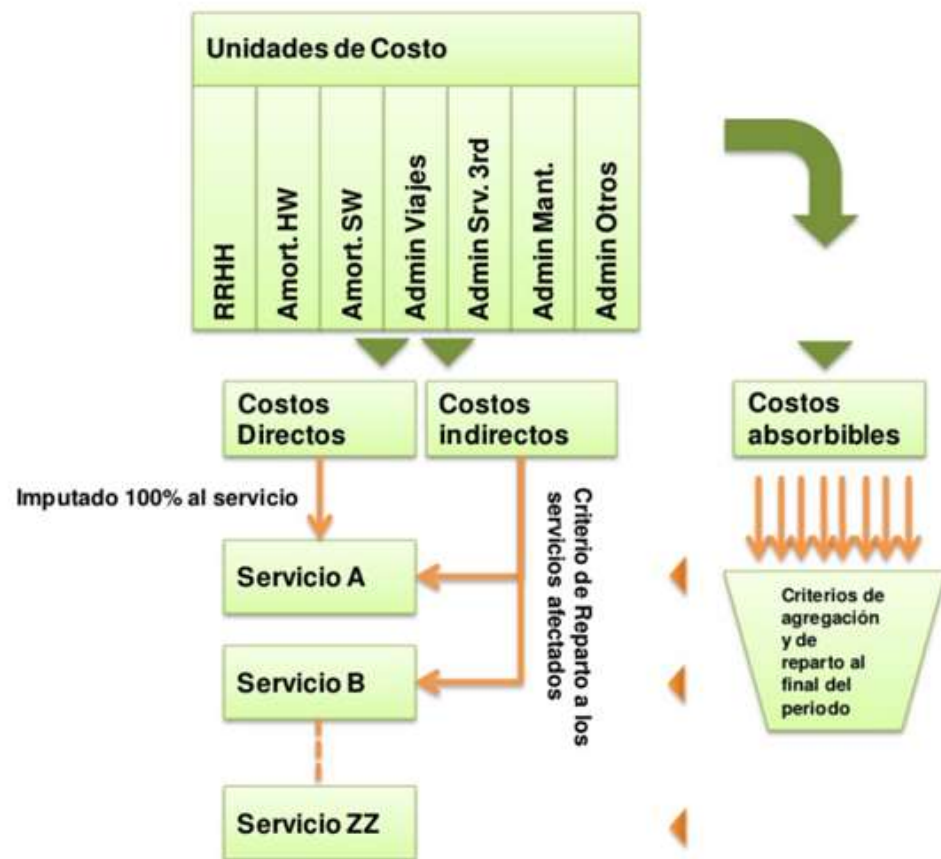 Unidades de Costo
RRHH
Amort. HW
Amort. SW
Admin Viajes
Admin Srv. 3rd
Admin Mant.
Admin Otros
Costos
Directos
Costos
indirectos
Costos
absorbibles
Imputado 100% al servicio
Criterio de Reparto a los
servicios afectados
Servicio A
Servicio B
Servicio ZZ
Criterios de
agregación
y de
reparto al
final del
periodo